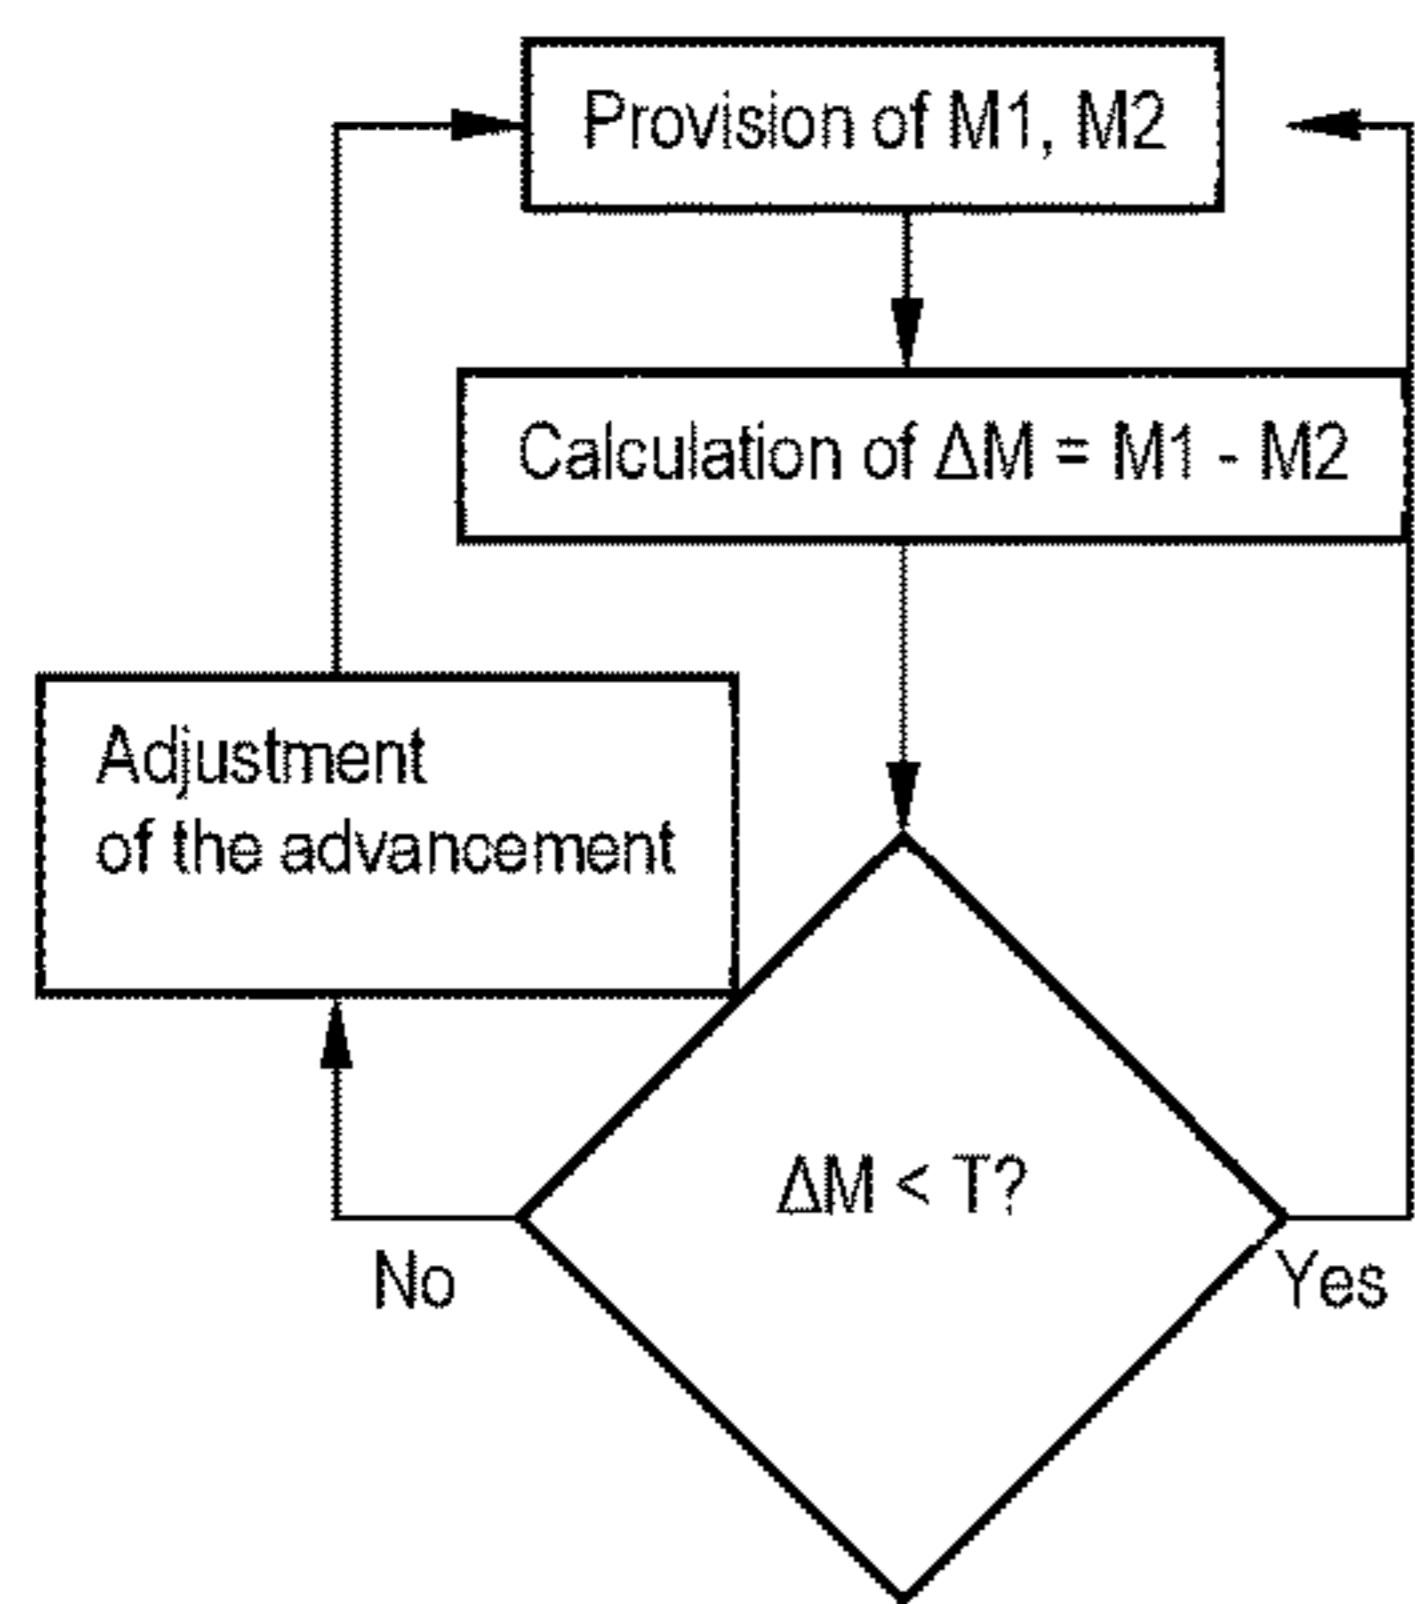 Provision of M1, M2
Calculation of ΔM = M1 - M2
Adjustment
of the advancement
ΔM < T?
No
Yes